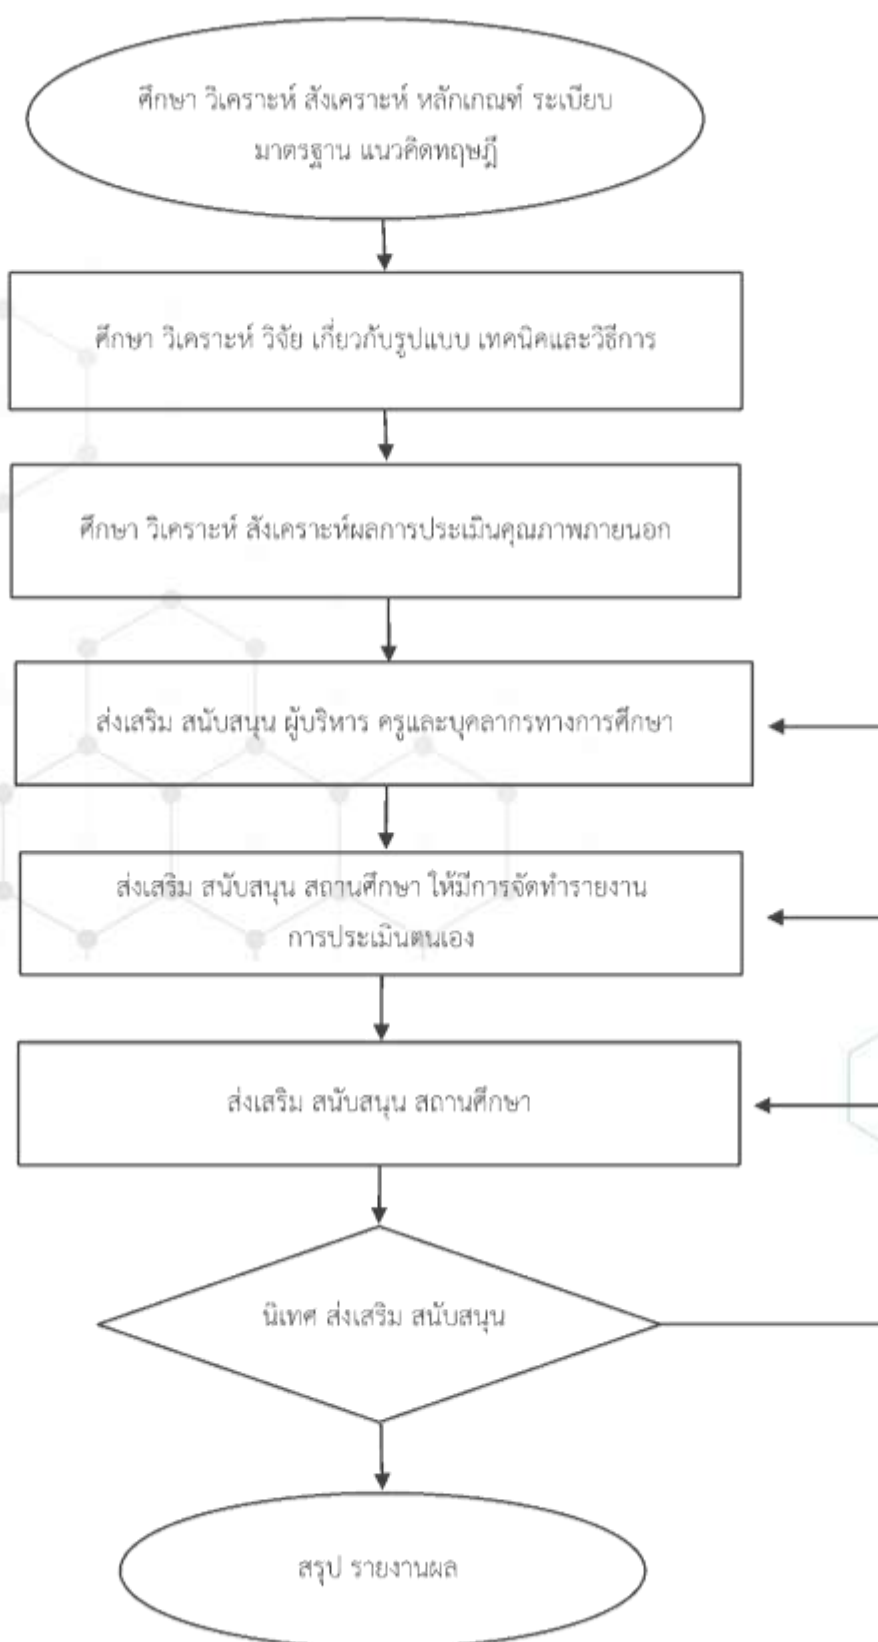 ศึกษา วิเคราะห์ สังเคราะห์ หลักเกณฑ์ ระเบียบ
มาตรฐาน แนวคิดทฤษฎี
ศึกษา วิเคราะห์ วิจัย เกี่ยวกับรูปแบบ เทคนิคและวิธีการ
ศึกษา วิเคราะห์ สังเคราะห์ผลการประเมินคุณภาพภายนอก
ส่งเสริม สนับสนุน ผู้บริหาร ครูและบุคลากรทางการศึกษา
ส่งเสริม สนับสนุน สถานศึกษา ให้มีการจัดทำรายงาน
การประเมินตนเอง
ส่งเสริม สนับสนุน สถานศึกษา
นิเทศ ส่งเสริม สนับสนุน
สรุป รายงานผล